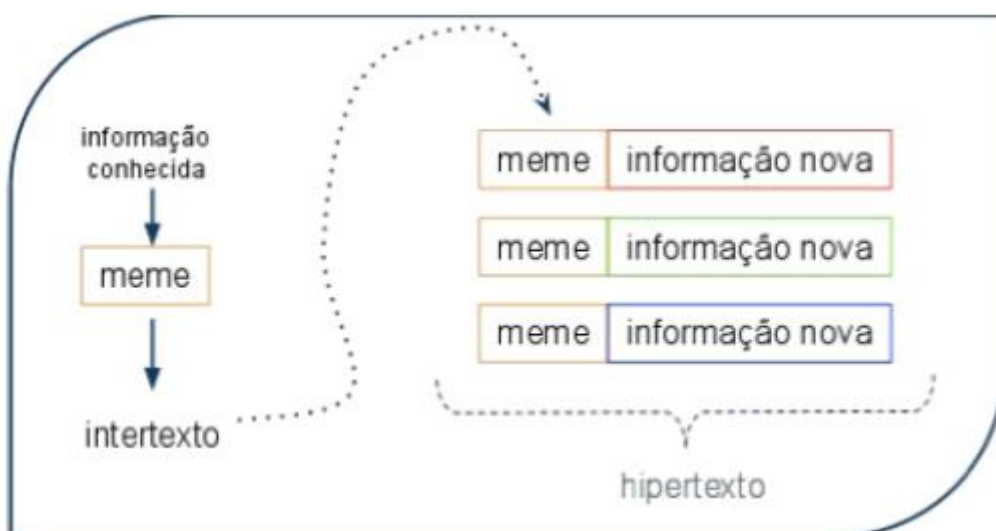 informação
conhecida
meme
intertexto
meme informação nova
meme informação nova
meme informação nova
hipertexto